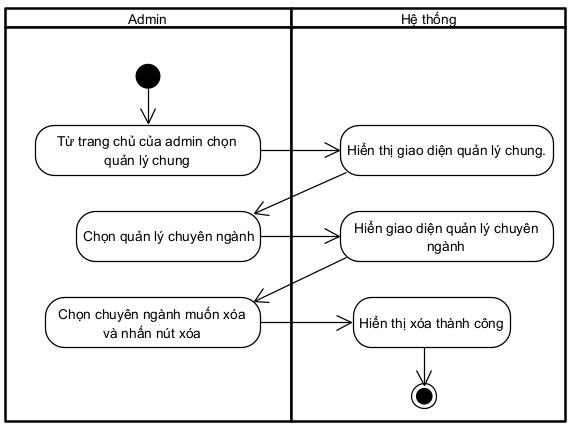 Admin
Hệ thống
Từ trang chủ của admin chọn
quản lý chung
Hiển thị giao diện quản lý chung.
Chọn quản lý chuyên ngành
Hiển giao diện quản lý chuyên
ngành
Chọn chuyên ngành muốn xóa
và nhấn nút xóa
Hiển thị xóa thành công